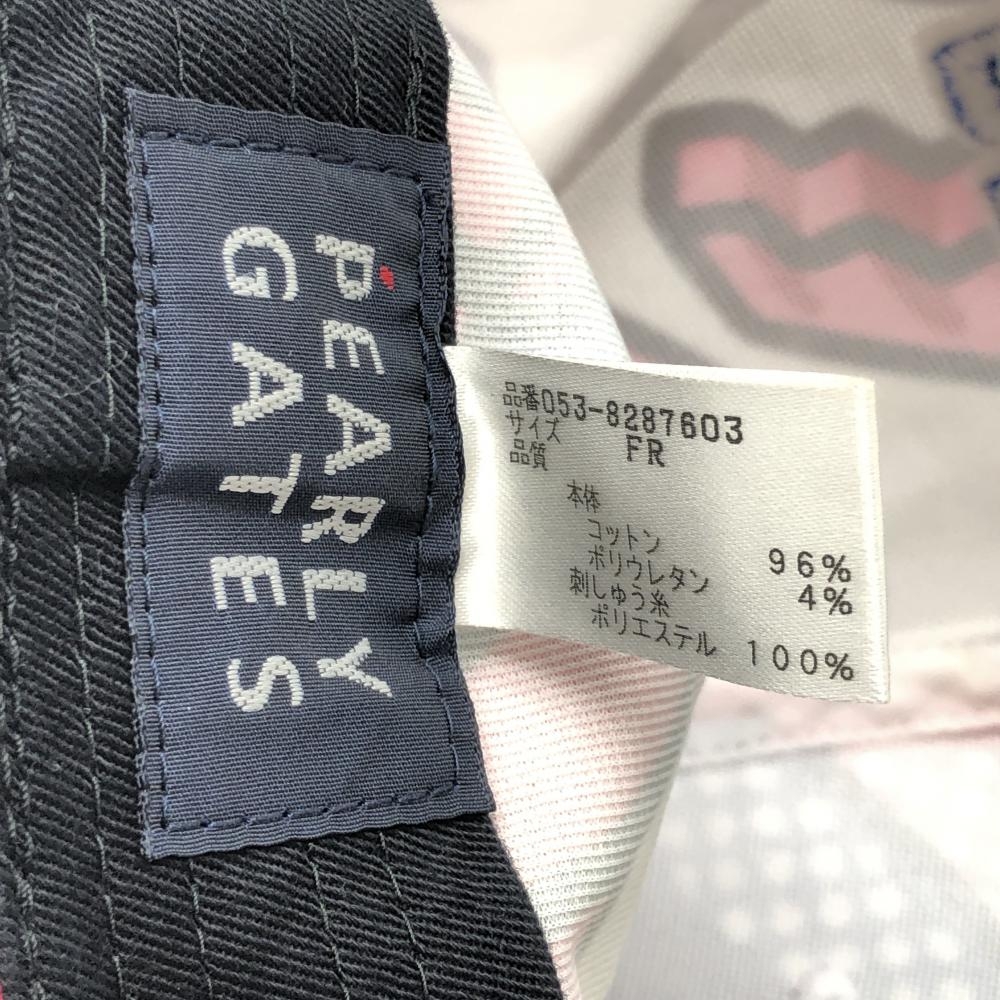 PEARLY
GATES
品番053-8287603
サイズ FR
品質
本体
コットン 96%
ポリウレタン 4%
刺しゅう糸
ポリエステル 100%